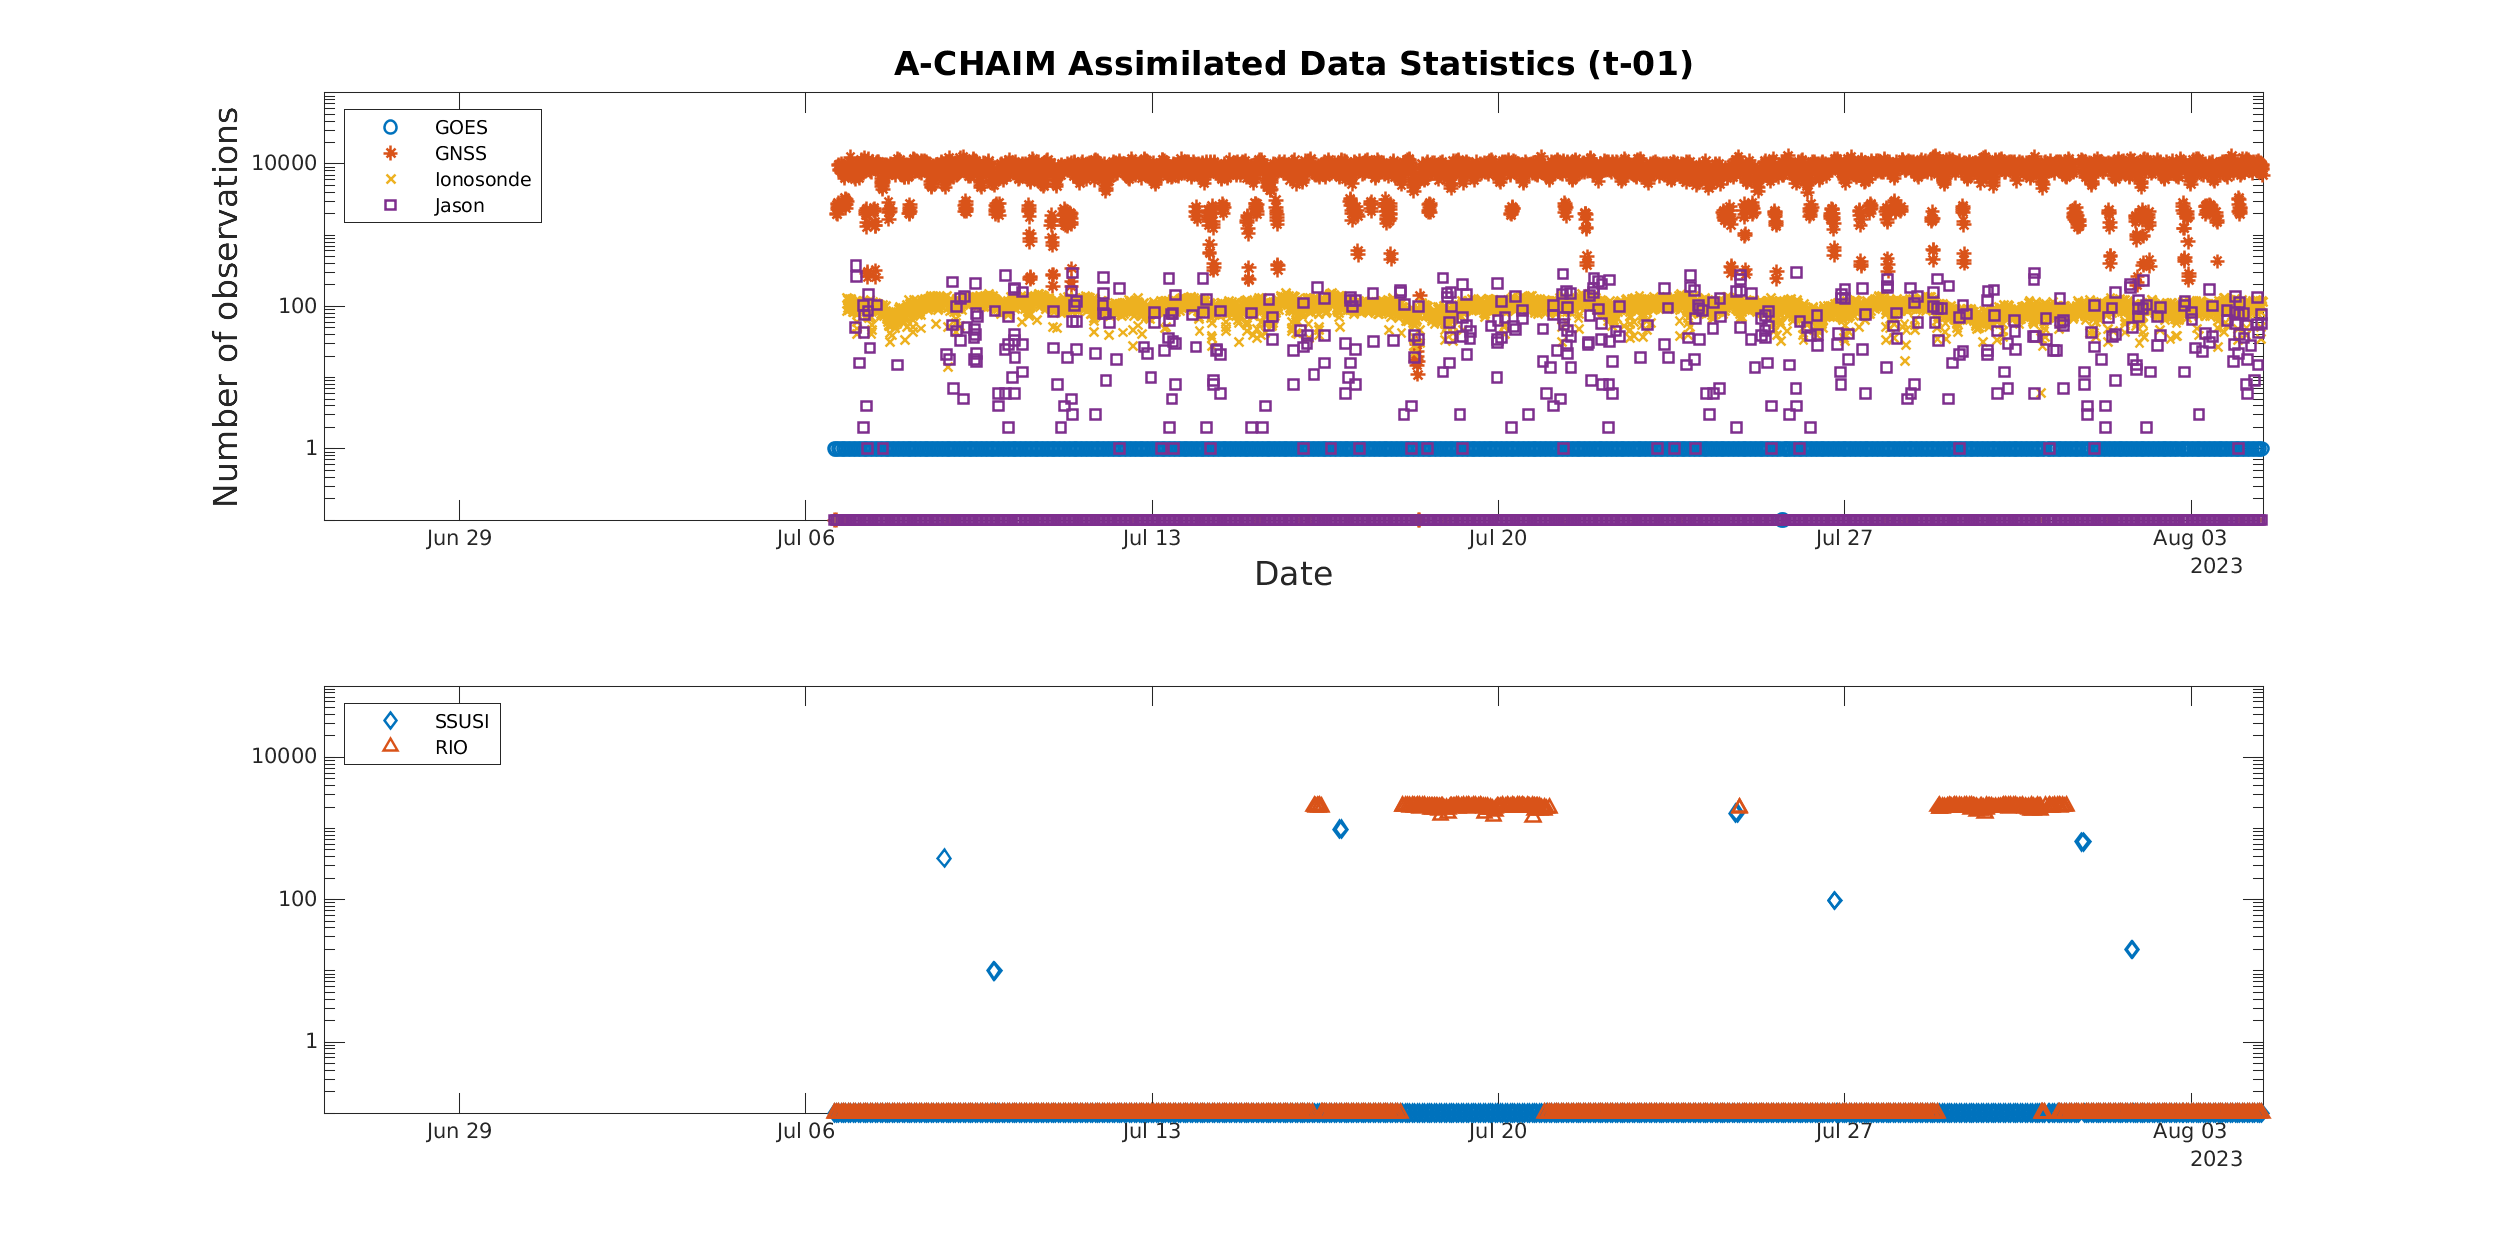 A-CHAIM Assimilated Data Statistics (t-01)
Number of observations
10000
100
1
GOES
GNSS
Ionosonde
Jason
Jun 29
Jul 06
Jul 13
Jul 20
Jul 27
Aug 03
2023
Date
10000
100
1
SSUSI
RIO
Jun 29
Jul 06
Jul 13
Jul 20
Jul 27
Aug 03
2023